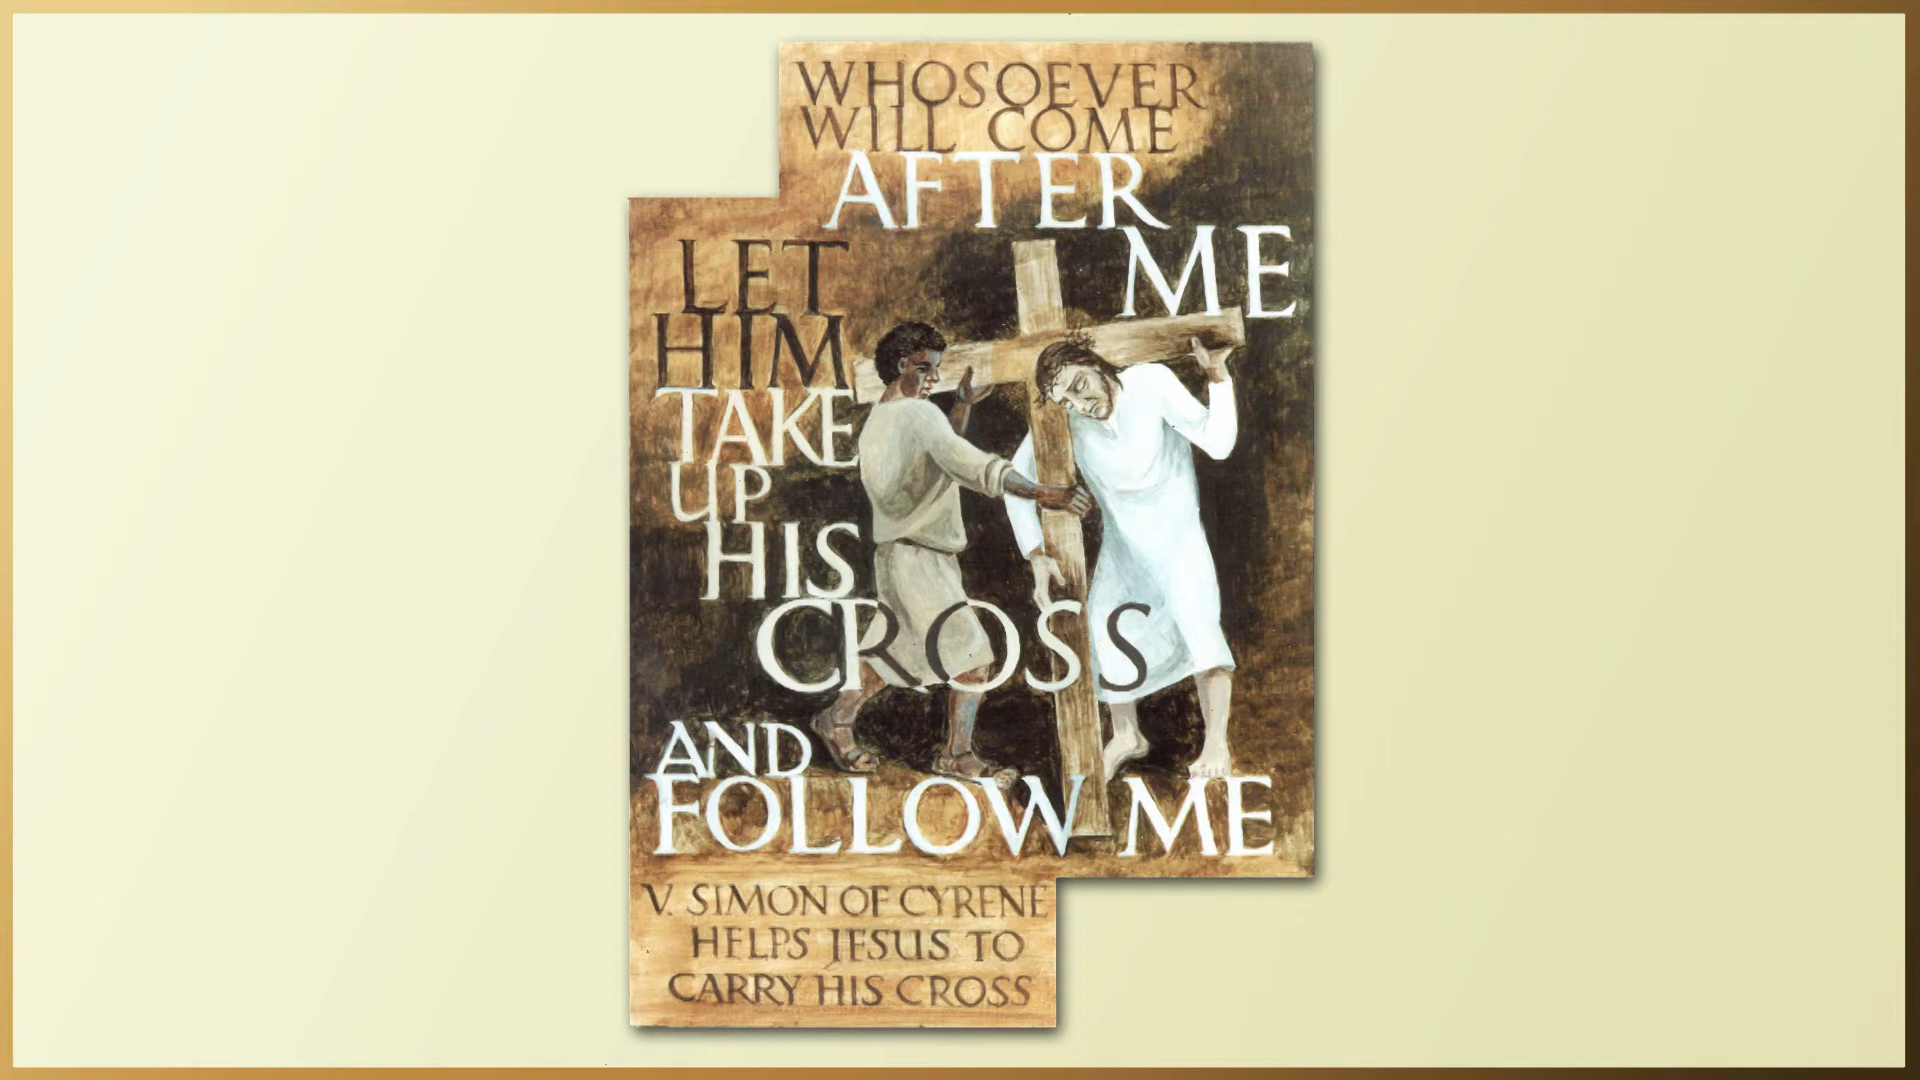 WHOSOEVER
WILL COME
AFTER
ME
LET
HIM
TAKE
UP
HIS
CROSS
AND
FOLLOW ME
V. SIMON OF CYRENE
HELPS JESUS TO
CARRY HIS CROSS